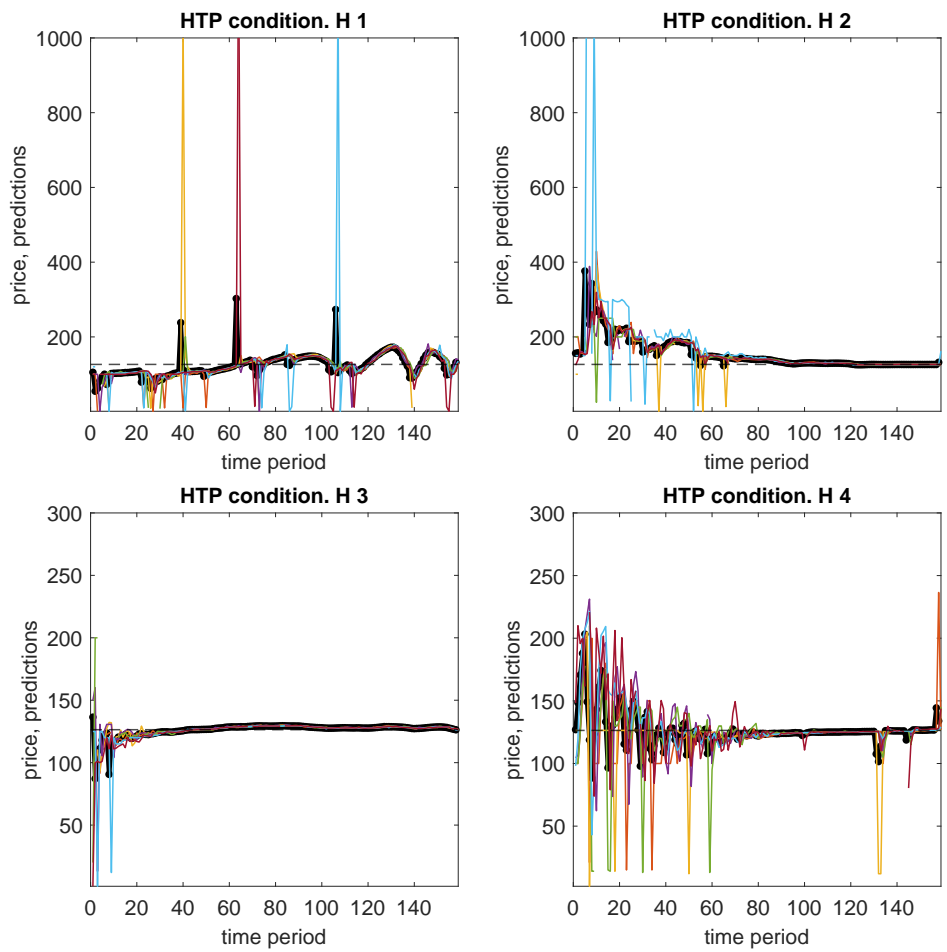 HTP condition. H 1
1000
800
600
400
200
price, predictions
0 20 40 60 80 100 120 140
time period
HTP condition. H 2
1000
800
600
400
200
price, predictions
0 20 40 60 80 100 120 140
time period
HTP condition. H 3
300
250
200
150
100
50
price, predictions
0 20 40 60 80 100 120 140
time period
HTP condition. H 4
300
250
200
150
100
50
price, predictions
0 20 40 60 80 100 120 140
time period